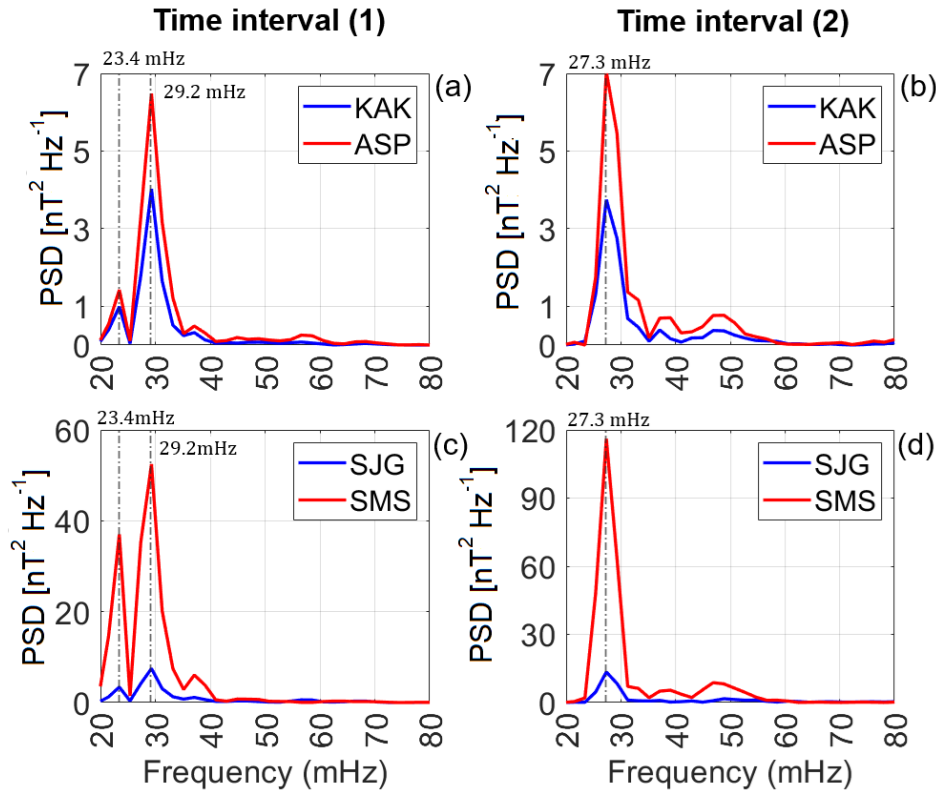 Time interval (1)
Time interval (2)
23.4 mHz
29.2 mHz
(a)
7
5
3
1
0
PSD [nT² Hz⁻¹]
KAK
ASP
20 30 40 50 60 70 80
27.3 mHz
(b)
7
5
3
1
0
PSD [nT² Hz⁻¹]
KAK
ASP
20 30 40 50 60 70 80
23.4mHz
29.2mHz
(c)
60
40
20
0
PSD [nT² Hz⁻¹]
SJG
SMS
20 30 40 50 60 70 80
Frequency (mHz)
27.3 mHz
(d)
120
90
60
30
0
PSD [nT² Hz⁻¹]
SJG
SMS
20 30 40 50 60 70 80
Frequency (mHz)